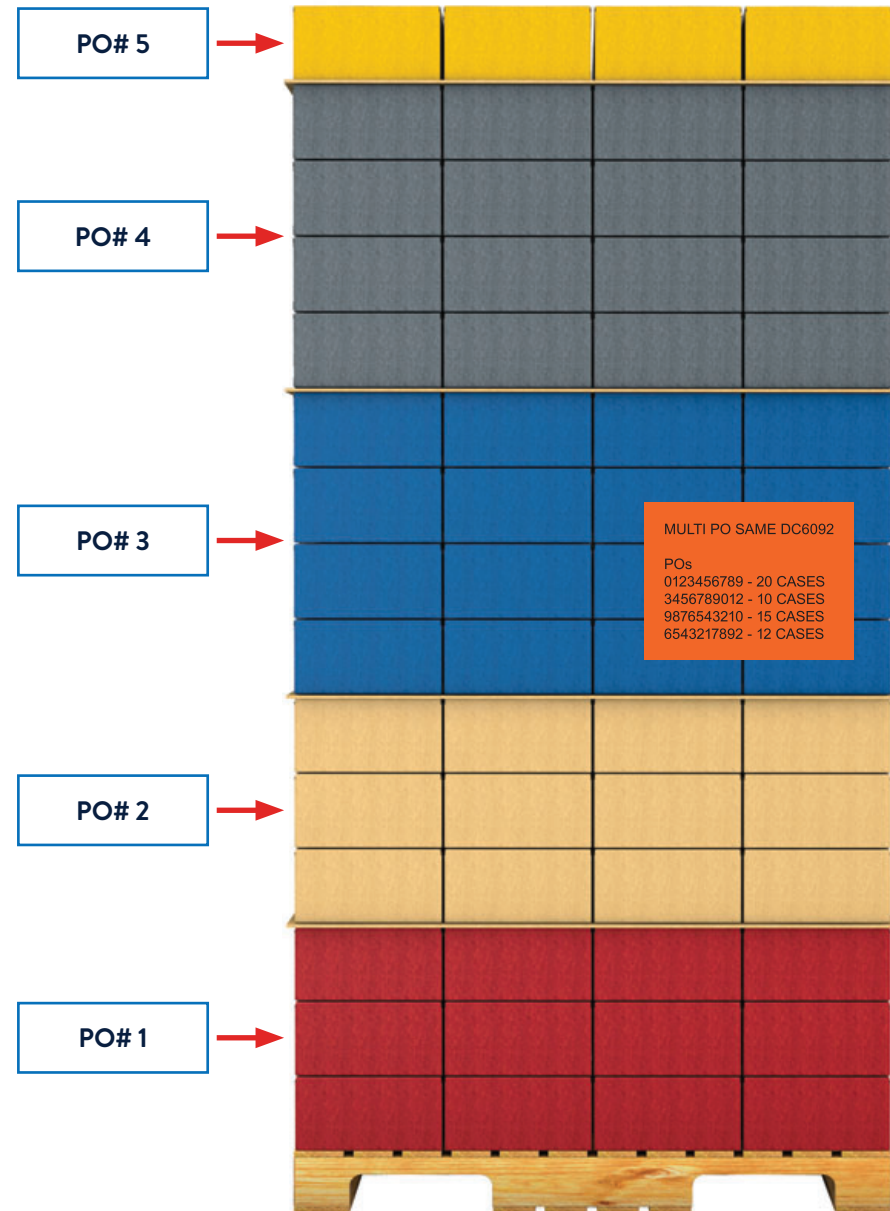 PO# 5
PO# 4
PO# 3
MULTI PO SAME DC6092
POs
0123456789 - 20 CASES
3456789012 - 10 CASES
9876543210 - 15 CASES
6543217892 - 12 CASES
PO# 2
PO# 1